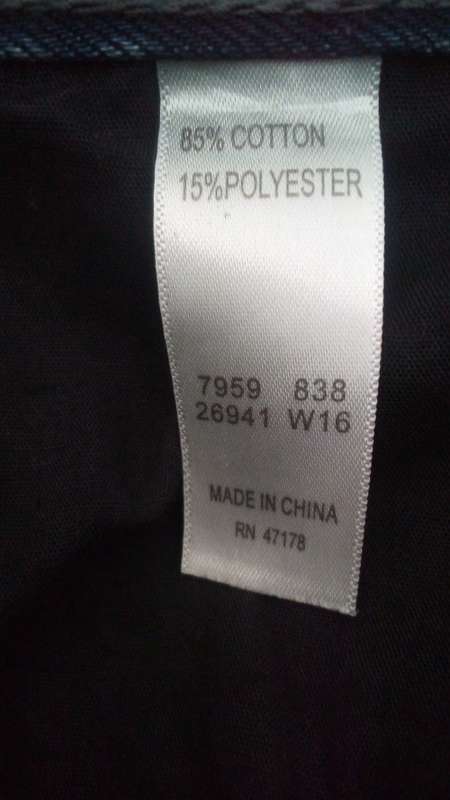 85% COTTON
15%POLYESTER
7959 838
26941 W16
MADE IN CHINA
RN 47178